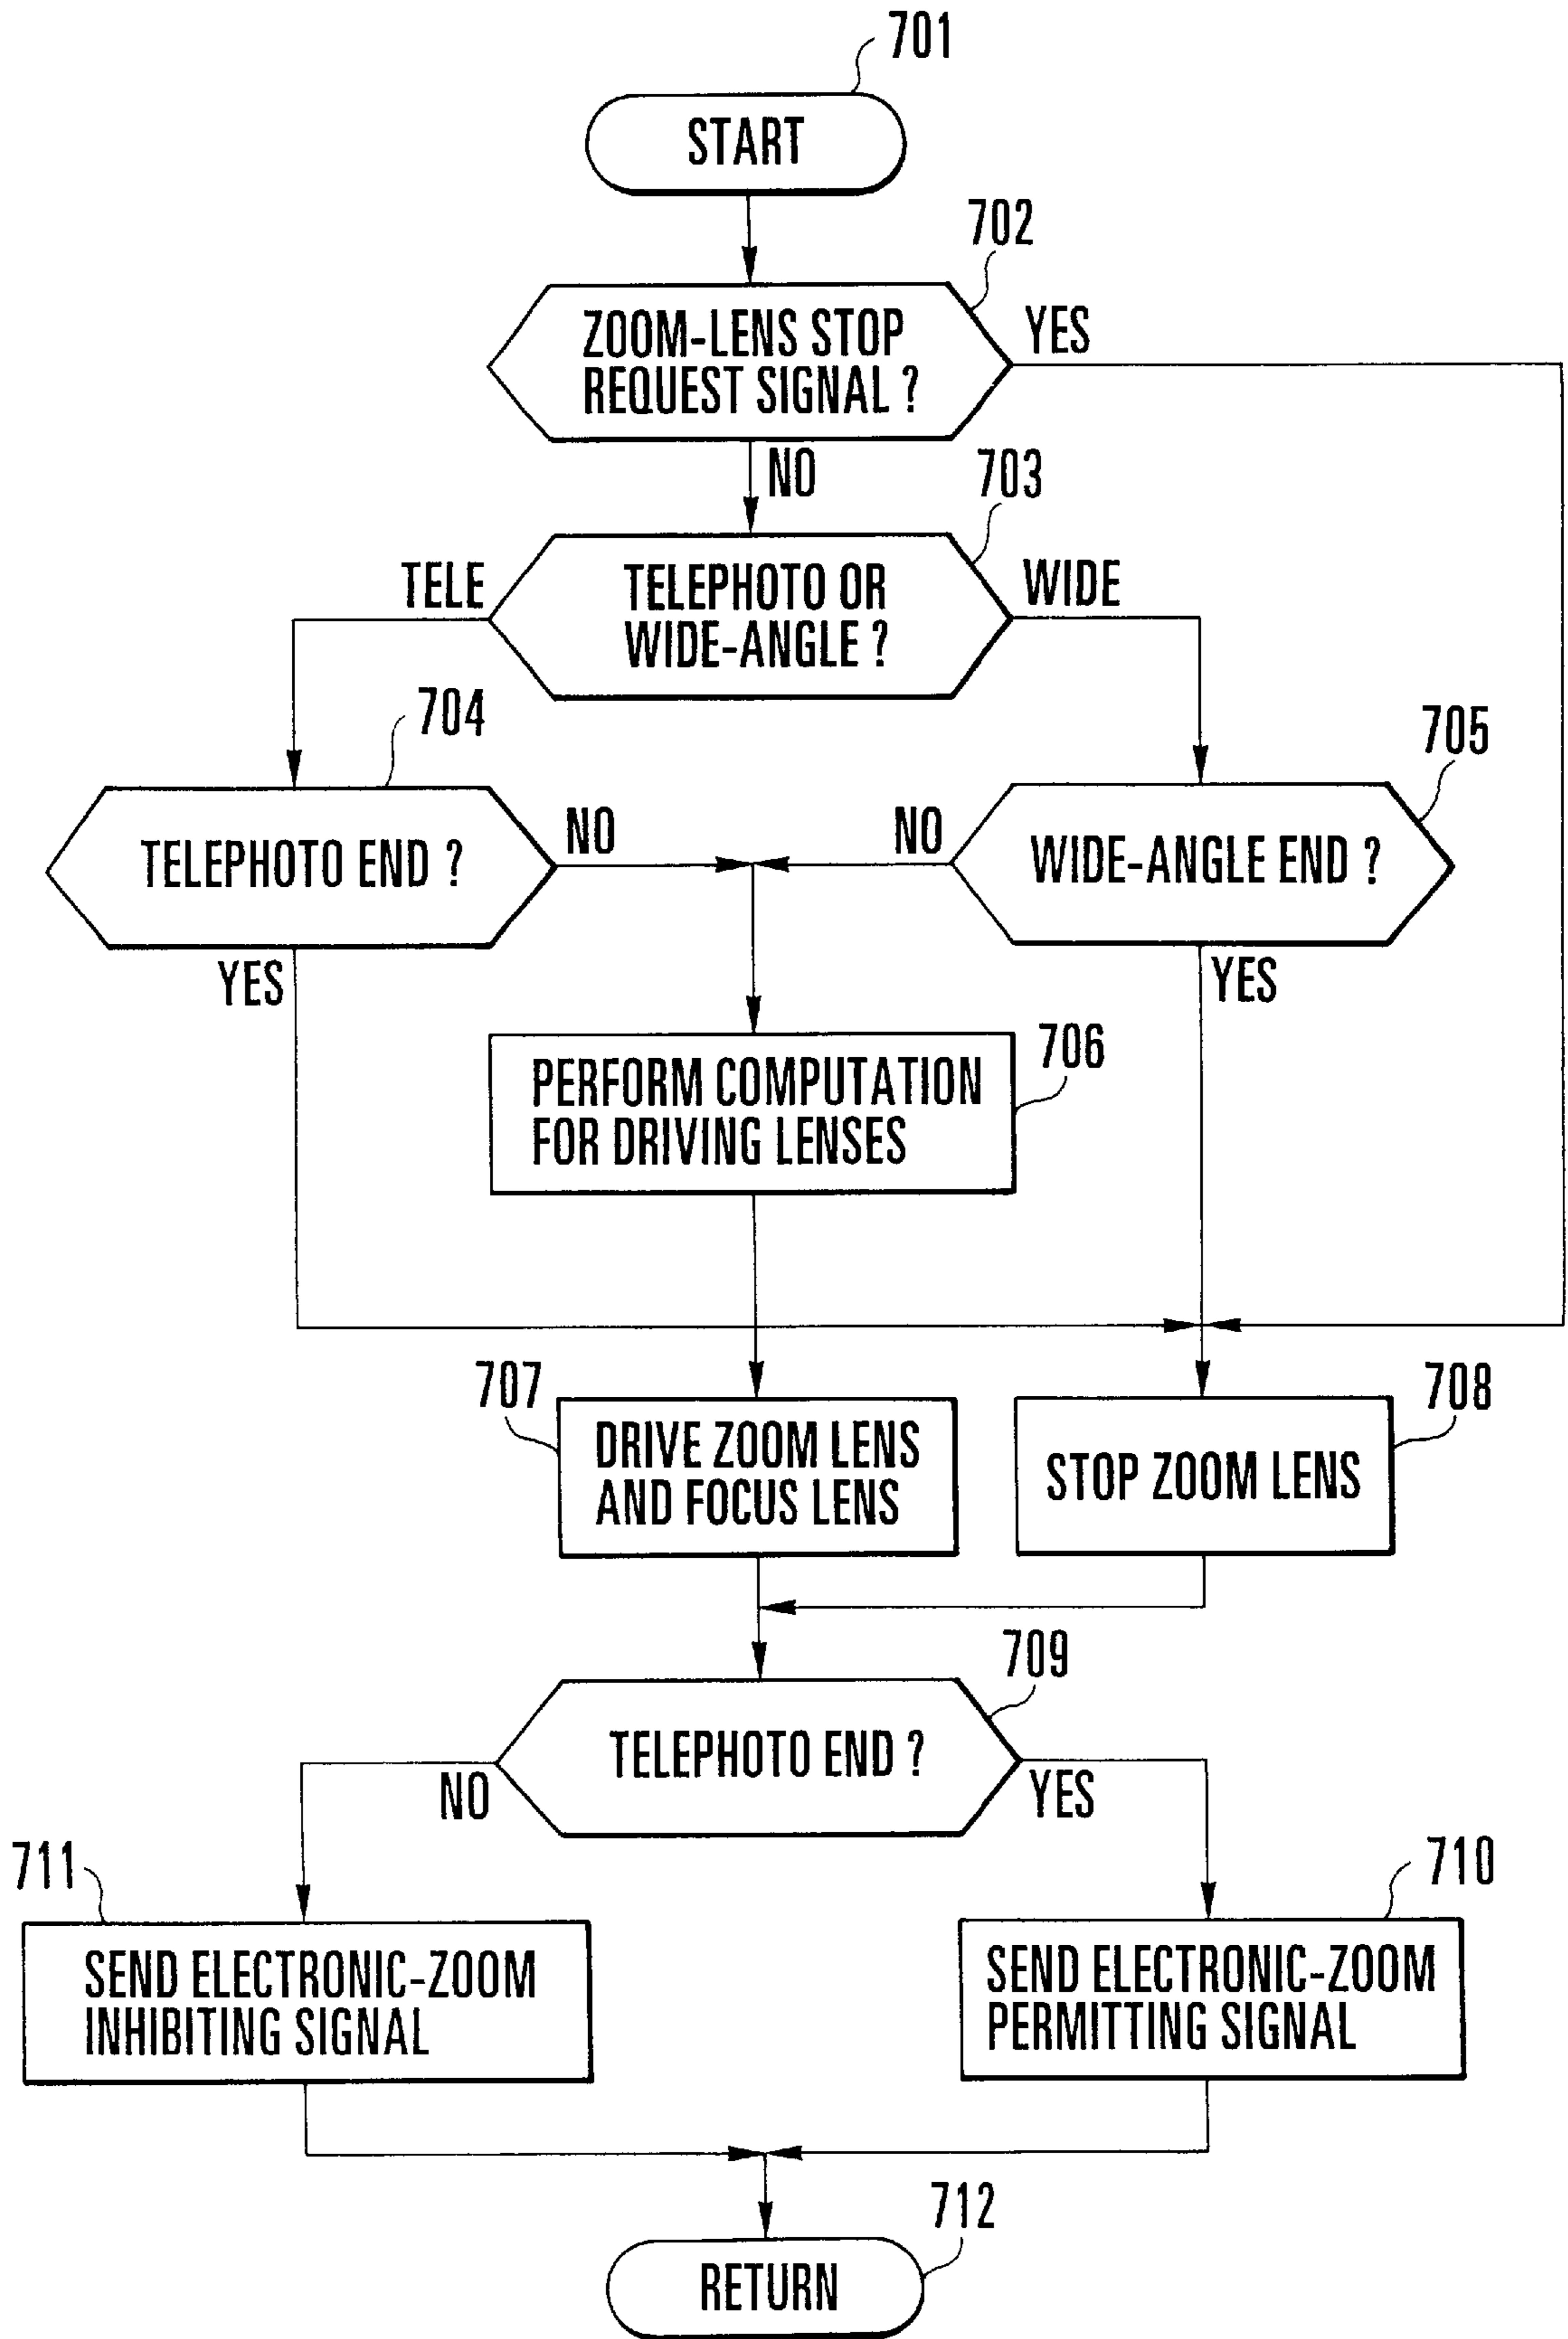 701
START
702
ZOOM-LENS STOP
REQUEST SIGNAL ?
YES
NO
703
TELE
TELEPHOTO OR
WIDE-ANGLE ?
WIDE
704
705
TELEPHOTO END ?
NO
NO
WIDE-ANGLE END ?
YES
YES
706
PERFORM COMPUTATION
FOR DRIVING LENSES
707
DRIVE ZOOM LENS
AND FOCUS LENS
708
STOP ZOOM LENS
709
TELEPHOTO END ?
NO
YES
711
710
SEND ELECTRONIC-ZOOM
INHIBITING SIGNAL
SEND ELECTRONIC-ZOOM
PERMITTING SIGNAL
712
RETURN